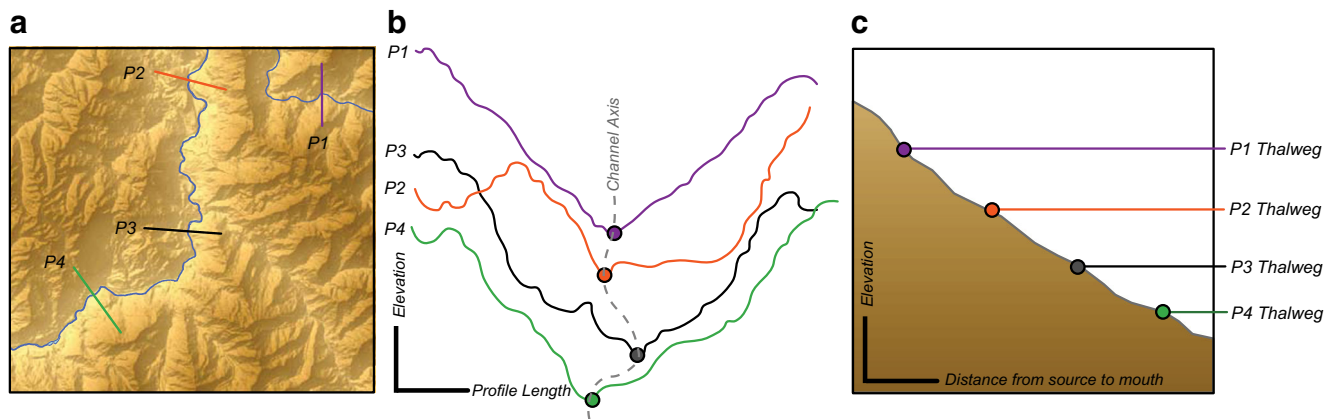 a
P2
P1
P3
P4
b
P1
P3
P2
P4
Channel Axis
Elevation
Profile Length
c
P1 Thalweg
P2 Thalweg
P3 Thalweg
P4 Thalweg
Elevation
Distance from source to mouth